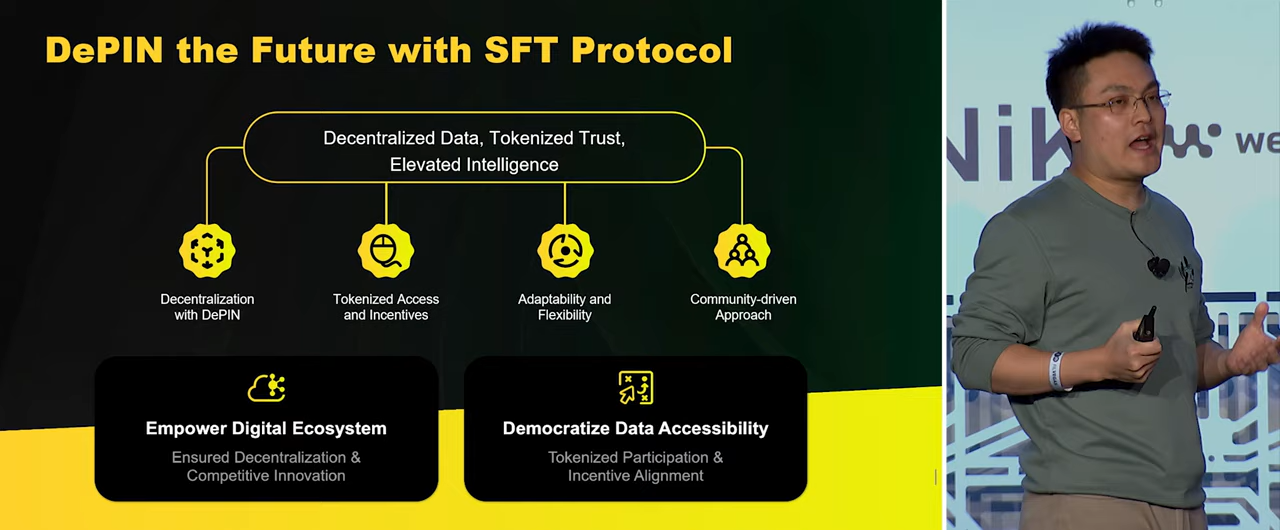 DePIN the Future with SFT Protocol
Decentralized Data, Tokenized Trust,
Elevated Intelligence
Decentralization
with DePIN
Tokenized Access
and Incentives
Adaptability and
Flexibility
Community-driven
Approach
Empower Digital Ecosystem
Ensured Decentralization &
Competitive Innovation
Democratize Data Accessibility
Tokenized Participation &
Incentive Alignment
NiK
we